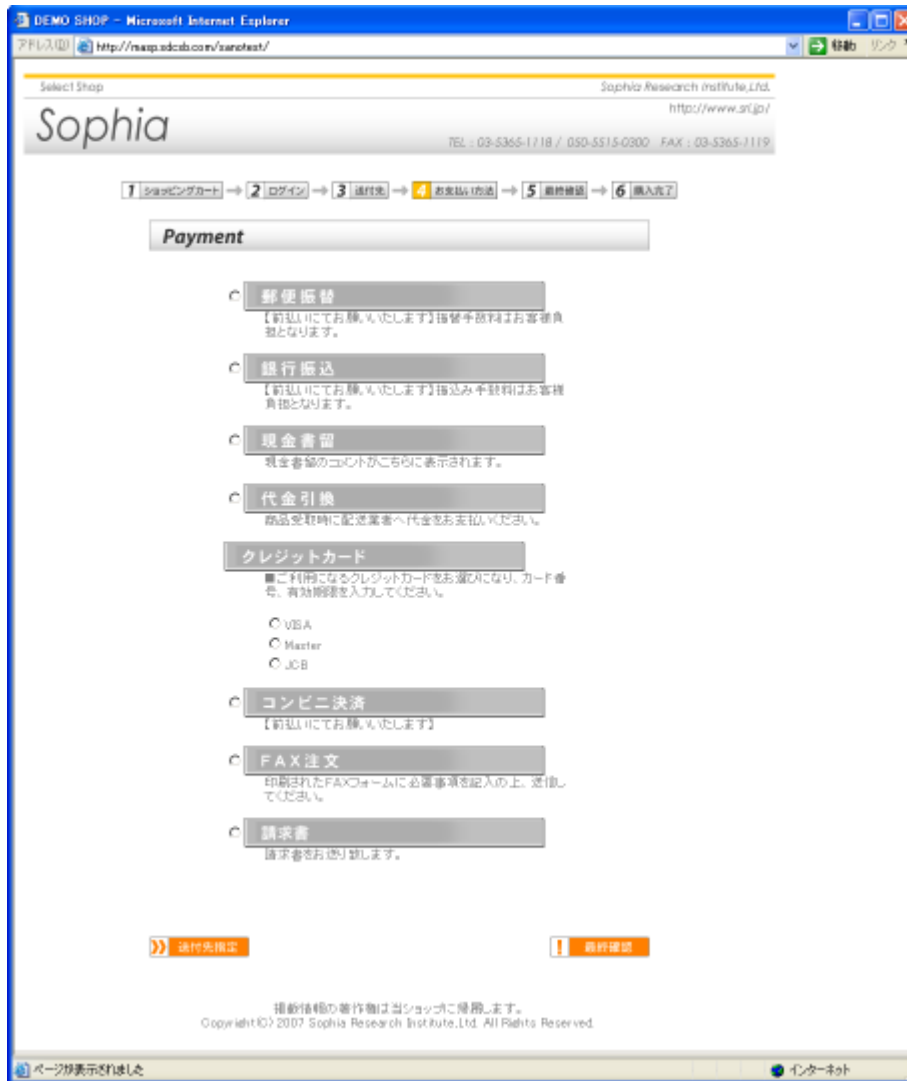 DEMO SHOP - Microsoft Internet Explorer
アドレス(D) http://masp.sdcsb.com/sanotest/ 移動 リンク
Select Shop Sophia Research Institute,Ltd.
Sophia http://www.sri.jp/
TEL : 03-5365-1718 / 050-5515-0300 FAX : 03-5365-1119
1 ショッピングカート → 2 ログイン → 3 送付先 → 4 お支払い方法 → 5 最終確認 → 6 購入完了
Payment
郵便振替
【前払いにてお願いいたします】振替手数料はお客様負
担となります。
銀行振込
【前払いにてお願いいたします】振込み手数料はお客様
負担となります。
現金書留
現金書留のコメントがこちらに表示されます。
代金引換
商品受取時に配送業者へ代金をお支払いください。
クレジットカード
■ご利用になるクレジットカードをお選びになり、カード番
号、有効期限を入力してください。
VISA
Master
JCB
コンビニ決済
【前払いにてお願いいたします】
FAX注文
印刷されたFAXフォームに必要事項を記入の上、送信し
てください。
請求書
請求書をお送り致します。
送付先指定 最終確認
掲載情報の著作権は当ショップに帰属します。
Copyright(C) 2007 Sophia Research Institute,Ltd. All Rights Reserved.
ページが表示されました インターネット